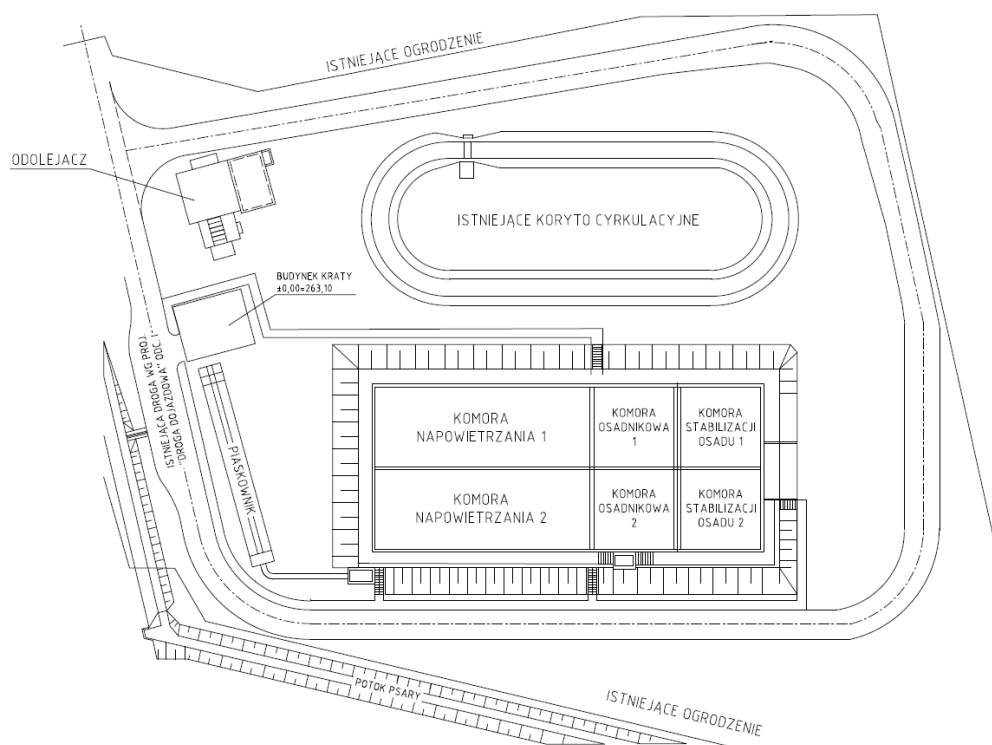 ISTNIEJĄCE OGRODZENIE
ODOLEJACZ
ISTNIEJĄCE KORYTO CYRKULACYJNE
BUDYNEK KRATY
±0,00=263,10
ISTNIEJĄCA DROGA WG PROJ.
"DROGA DOJAZDOWA" ODC. I
PIASKOWNIK
KOMORA
NAPOWIETRZANIA 1
KOMORA
OSADNIKOWA
1
KOMORA
STABILIZACJI
OSADU 1
KOMORA
NAPOWIETRZANIA 2
KOMORA
OSADNIKOWA
2
KOMORA
STABILIZACJI
OSADU 2
POTOK PSARY
ISTNIEJĄCE OGRODZENIE